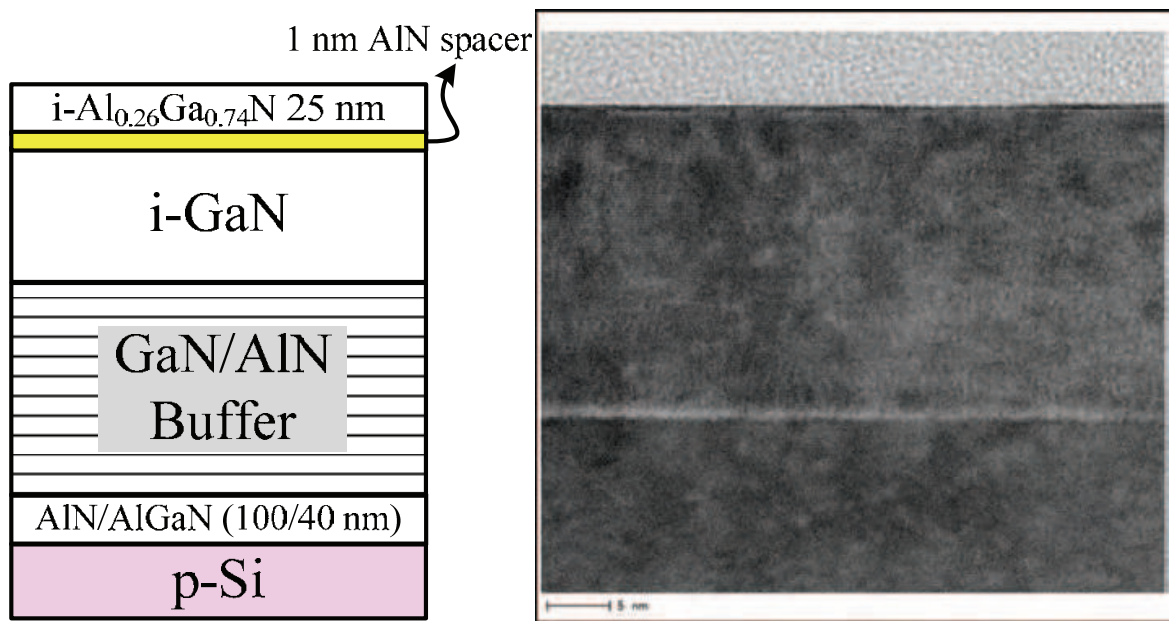 1 nm AlN spacer
i-Al₀.₂₆Ga₀.₇₄N 25 nm
i-GaN
GaN/AlN
Buffer
AlN/AlGaN (100/40 nm)
p-Si
5 nm